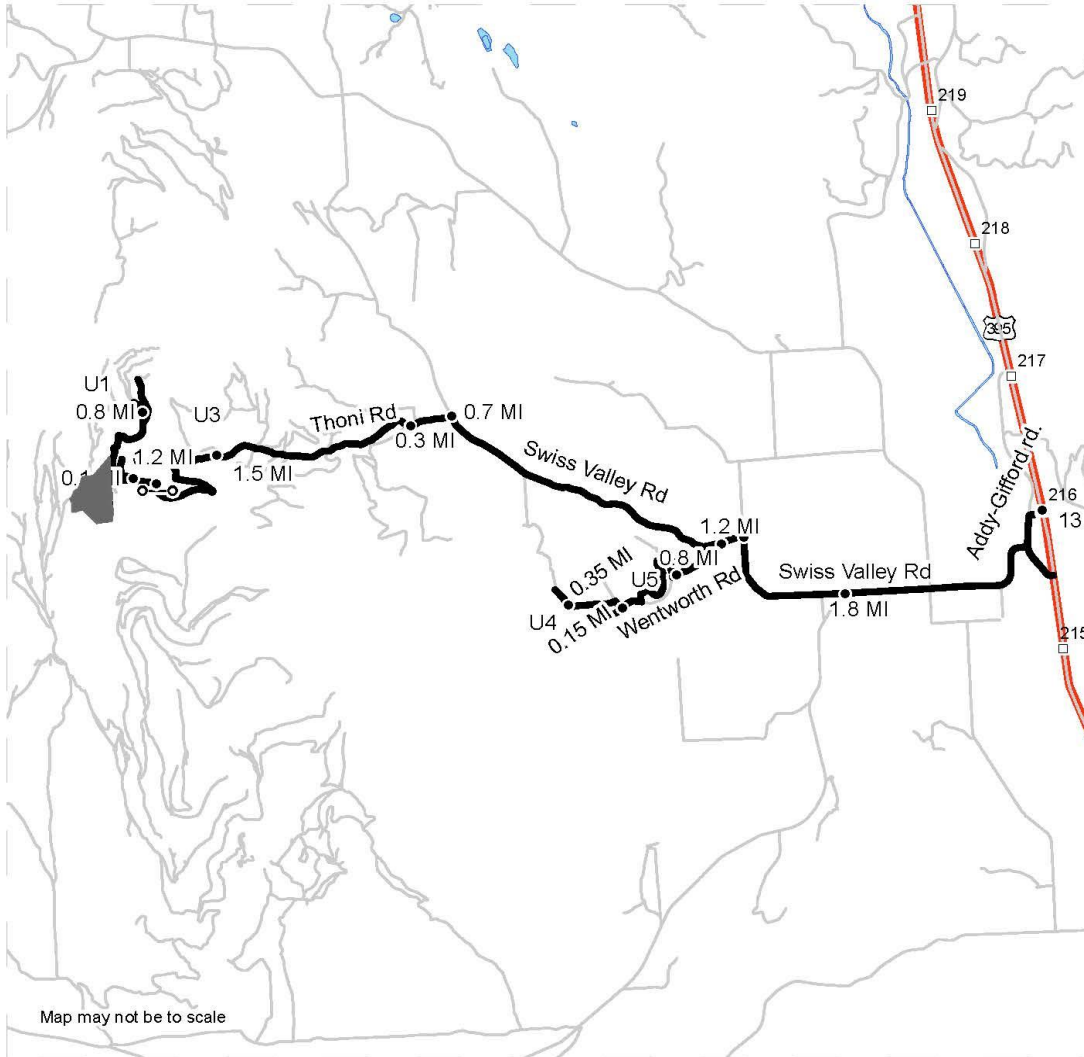 219
218
395
217
U1
0.8 MI
U3
Thoni Rd
0.7 MI
0.3 MI
1.2 MI
1.5 MI
Swiss Valley Rd
Addy-Gifford rd.
216
13
1.2 MI
0.35 MI
0.8 MI
U5
Swiss Valley Rd
Wentworth Rd
U4
0.15 MI
1.8 MI
215
Map may not be to scale